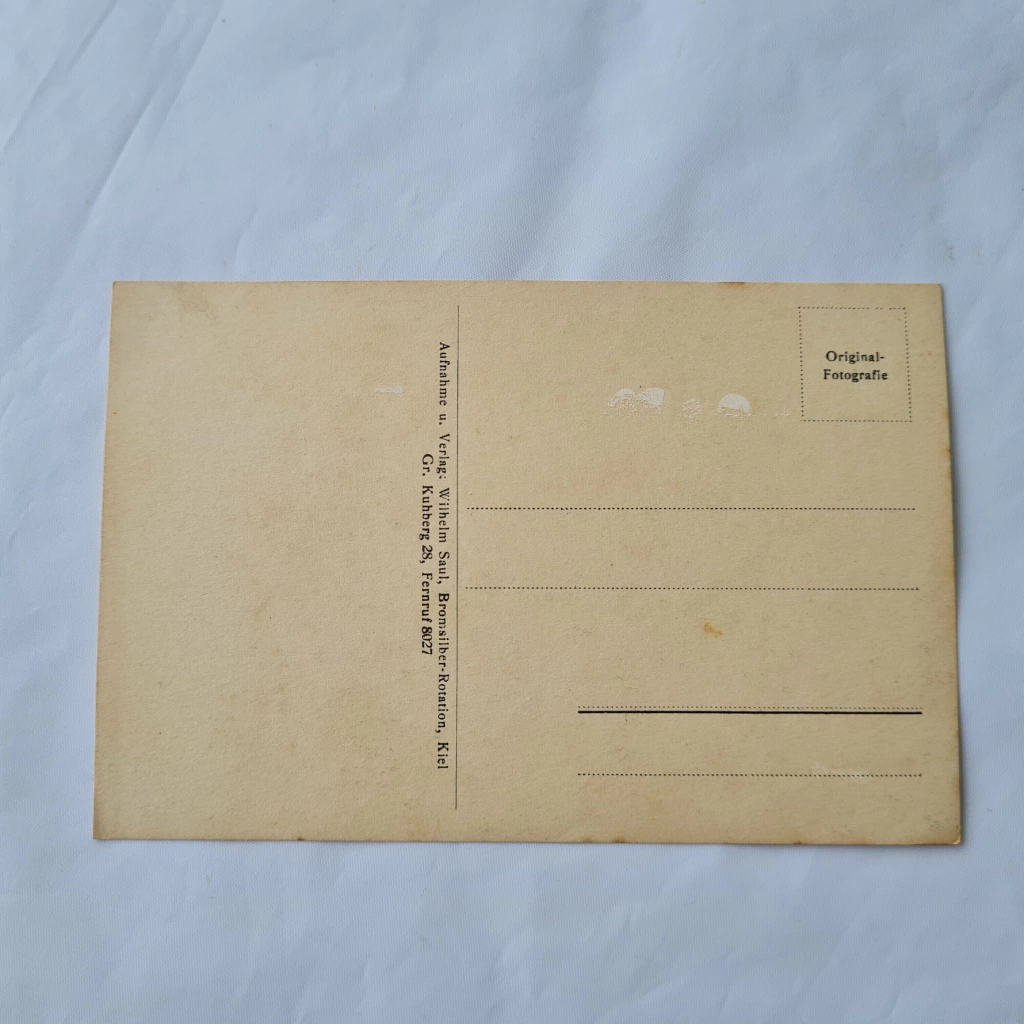 Aufnahme u. Verlag: Wilhelm Saul, Bromsilber-Rotation, Kiel
Gr. Kuhberg 28, Fernruf 8027
Original-
Fotografie